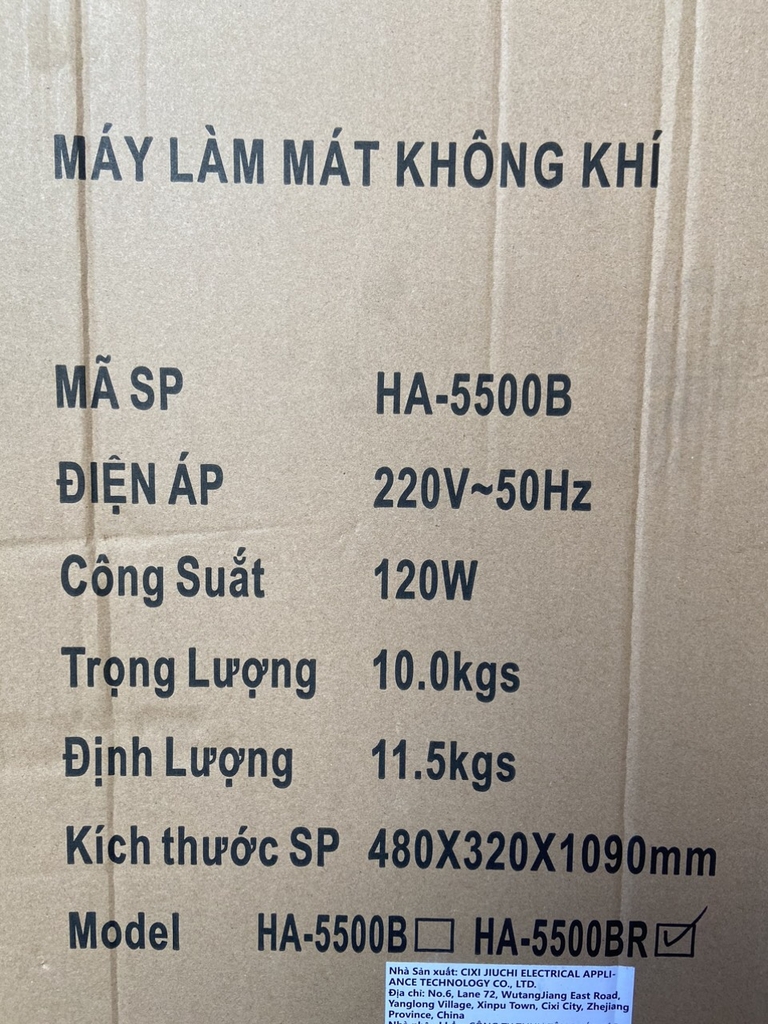 MÁY LÀM MÁT KHÔNG KHÍ
MÃ SP HA-5500B
ĐIỆN ÁP 220V~50Hz
Công Suắt 120W
Trọng Lượng 10.0kgs
Định Lượng 11.5kgs
Kích thước SP 480X320X1090mm
Model HA-5500B HA-5500BR
Nhà Sản xuất: CIXI JIUCHI ELECTRICAL APPLI-
ANCE TECHNOLOGY CO., LTD.
Địa chỉ: No.6, Lane 72, WutangJiang East Road,
Yanglong Village, Xinpu Town, Cixi City, Zhejiang
Province, China